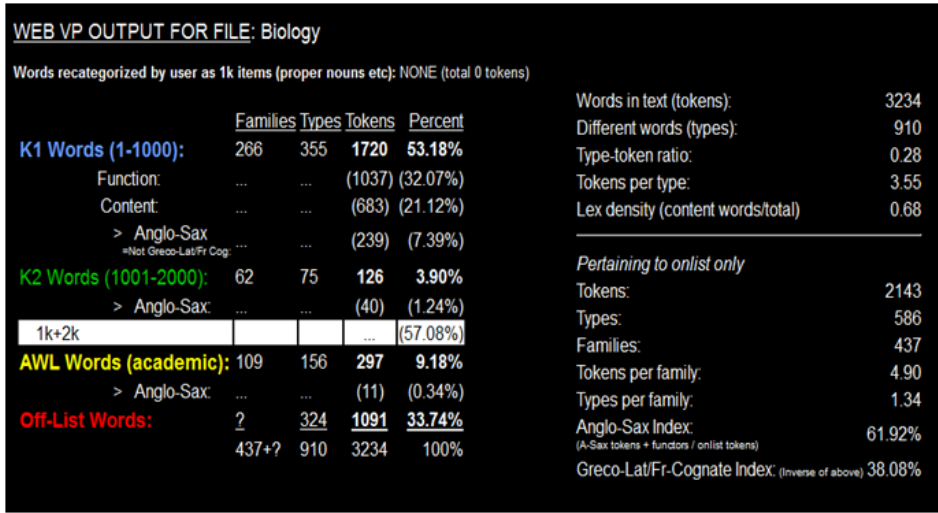 WEB VP OUTPUT FOR FILE: Biology
Words recategorized by user as 1k items (proper nouns etc): NONE (total 0 tokens)
Families Types Tokens Percent
K1 Words (1-1000): 266 355 1720 53.18%
Function: ... ... (1037) (32.07%)
Content: ... ... (683) (21.12%)
> Anglo-Sax ... ... (239) (7.39%)
=Not Greco-Lat/Fr Cog:
K2 Words (1001-2000): 62 75 126 3.90%
> Anglo-Sax: ... ... (40) (1.24%)
1k+2k ... (57.08%)
AWL Words (academic): 109 156 297 9.18%
> Anglo-Sax: ... ... (11) (0.34%)
Off-List Words: ? 324 1091 33.74%
437+? 910 3234 100%
Words in text (tokens): 3234
Different words (types): 910
Type-token ratio: 0.28
Tokens per type: 3.55
Lex density (content words/total) 0.68
Pertaining to onlist only
Tokens: 2143
Types: 586
Families: 437
Tokens per family: 4.90
Types per family: 1.34
Anglo-Sax Index: 61.92%
(A-Sax tokens + functors / onlist tokens)
Greco-Lat/Fr-Cognate Index: (Inverse of above) 38.08%